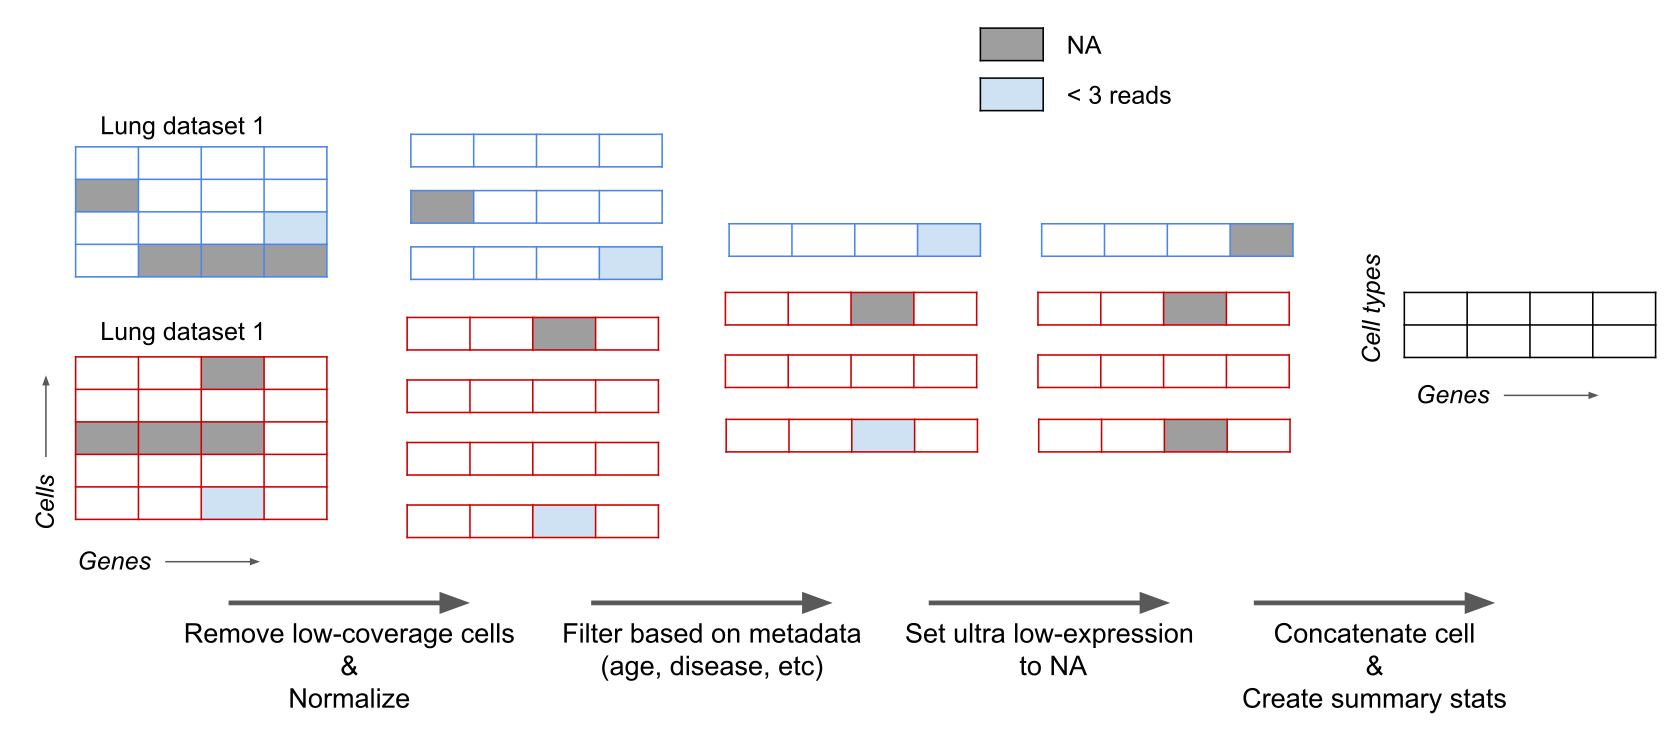 NA
< 3 reads
Lung dataset 1
Lung dataset 1
Cells
Genes
Cell types
Genes
Remove low-coverage cells
&
Normalize
Filter based on metadata
(age, disease, etc)
Set ultra low-expression
to NA
Concatenate cell
&
Create summary stats